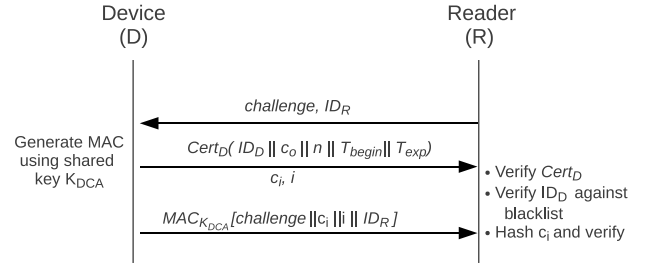 Device
(D)
Reader
(R)
challenge, ID_R
Generate MAC
using shared
key K_DCA
Cert_D( ID_D || c_o || n || T_begin || T_exp)
c_i, i
• Verify Cert_D
• Verify ID_D against
blacklist
• Hash c_i and verify
MAC_K_DCA [challenge ||c_i ||i || ID_R ]